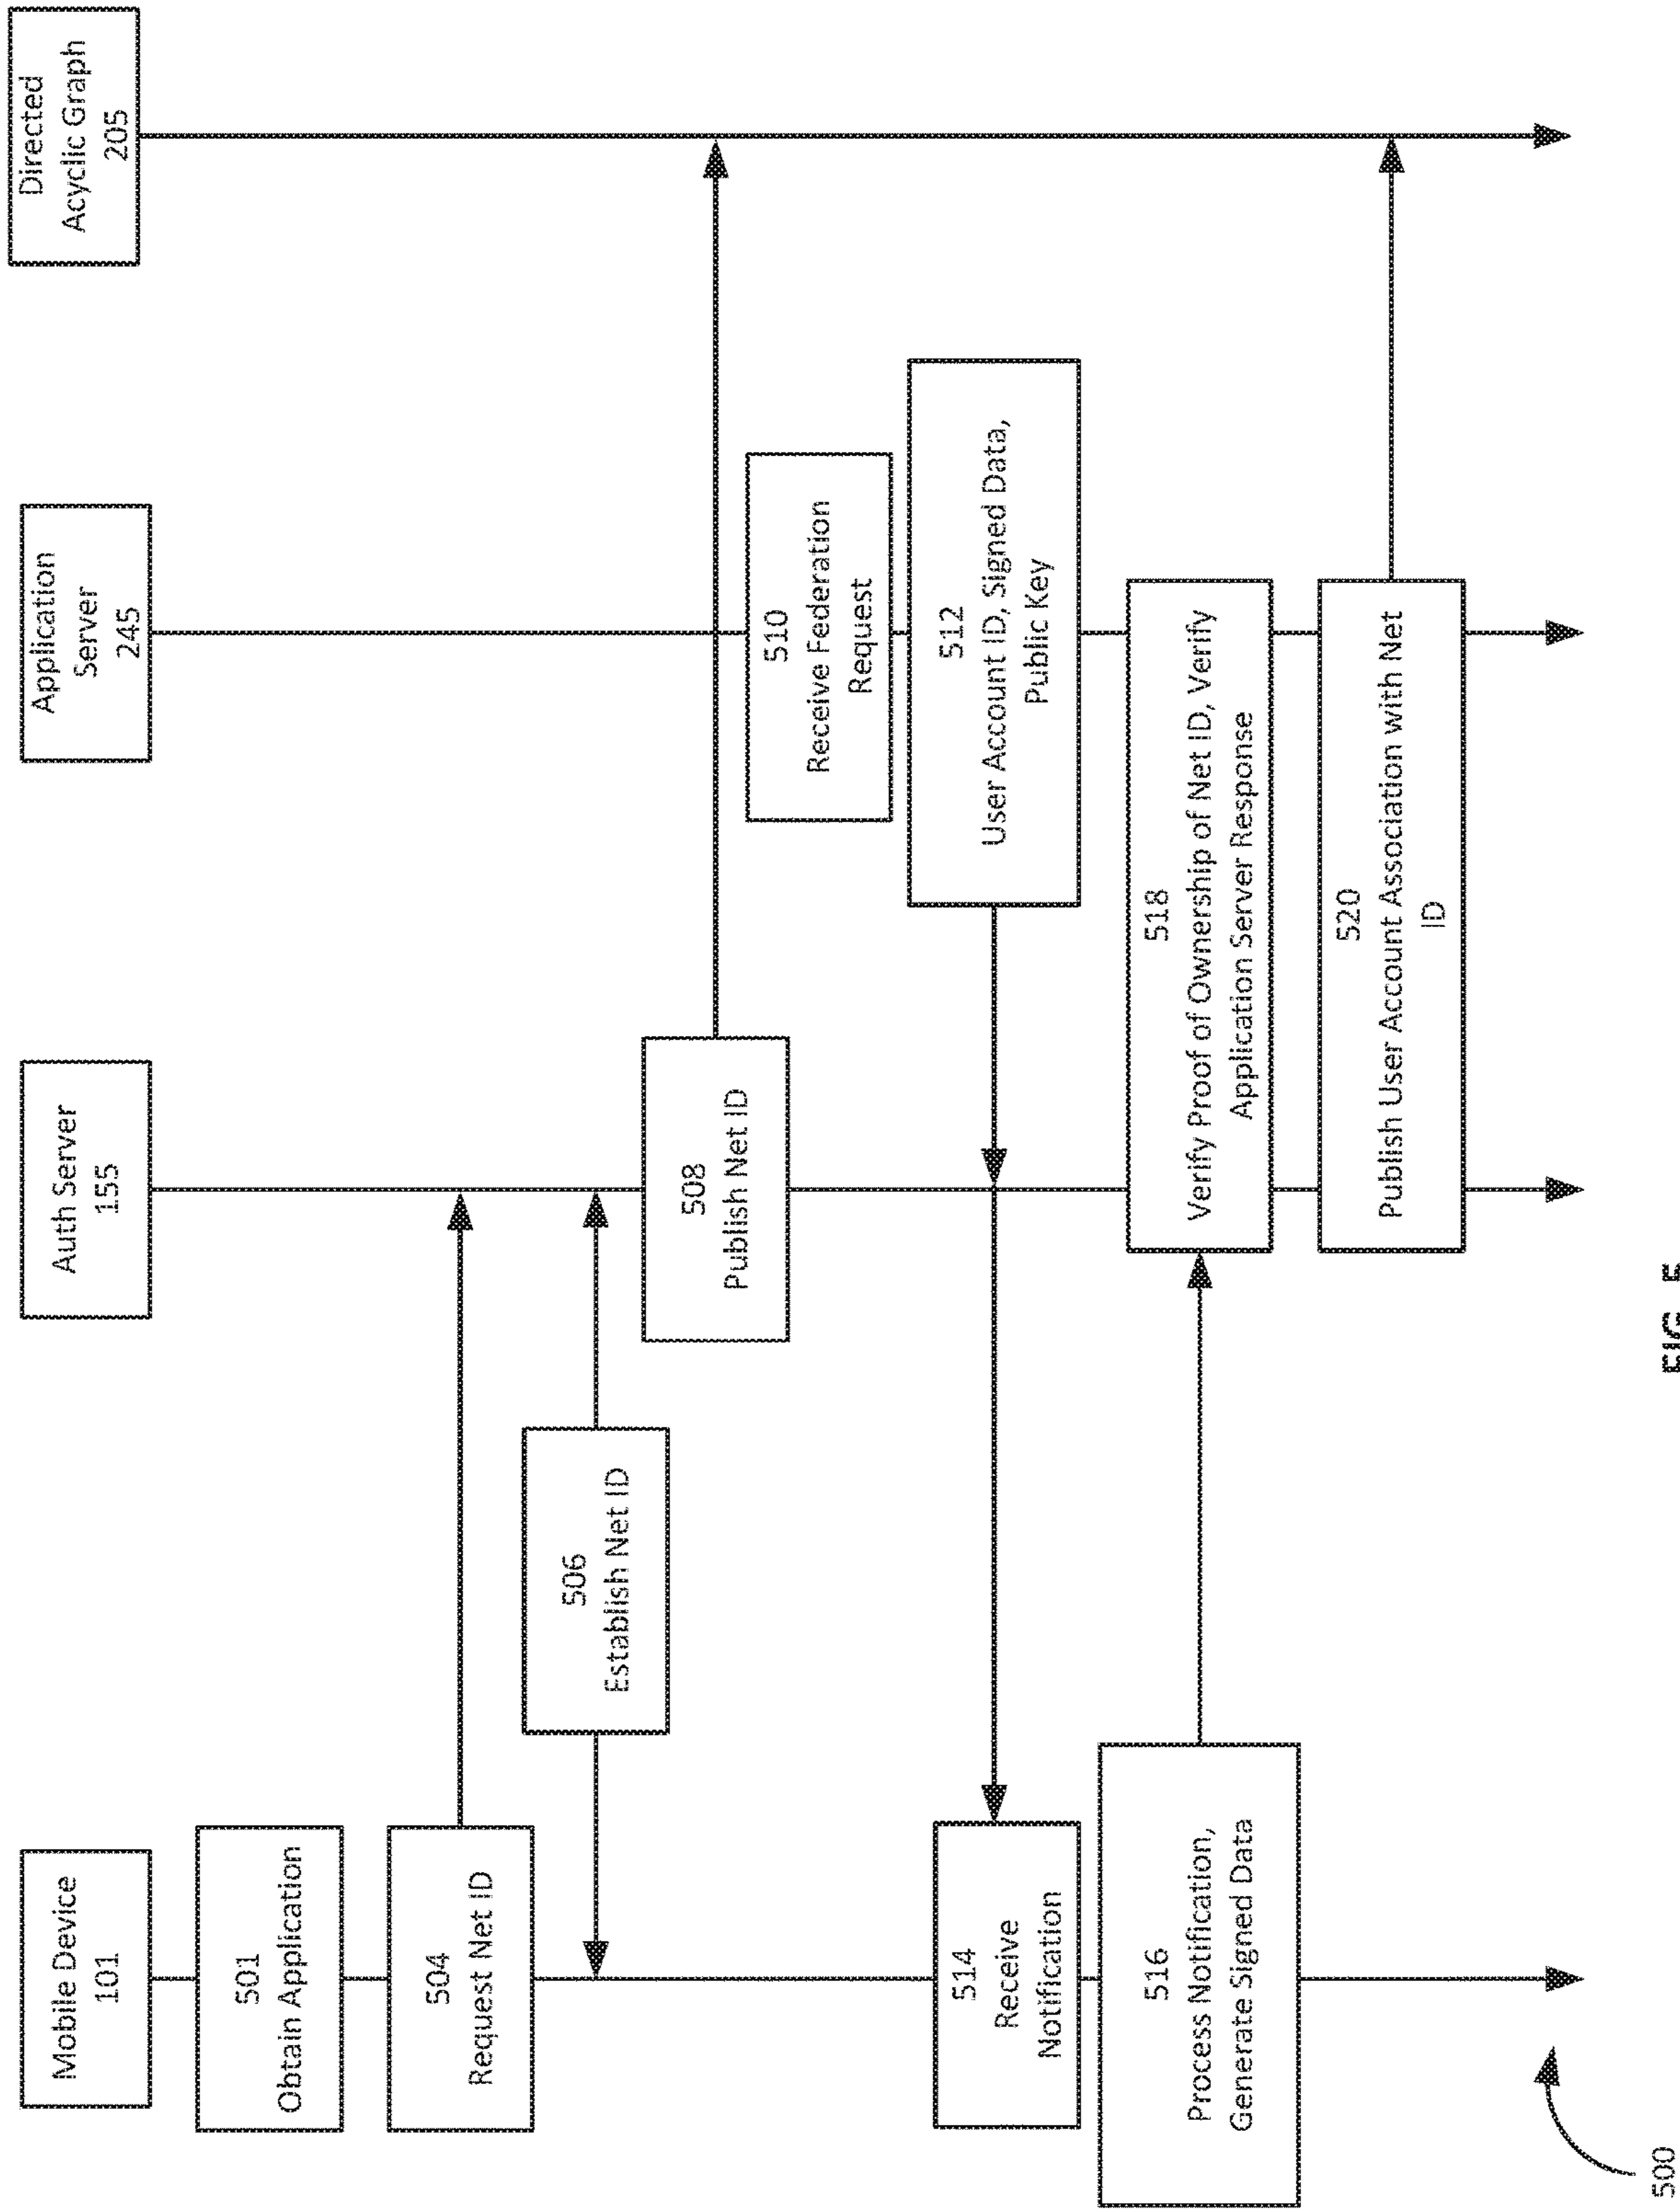 Mobile Device
101
Auth Server
155
Application
Server
245
Directed
Acyclic Graph
205
501
Obtain Application
504
Request Net ID
506
Establish Net ID
508
Publish Net ID
510
Receive Federation
Request
512
User Account ID, Signed Data,
Public Key
514
Receive
Notification
516
Process Notification,
Generate Signed Data
518
Verify Proof of Ownership of Net ID, Verify
Application Server Response
520
Publish User Account Association with Net
ID
500
FIG. 5